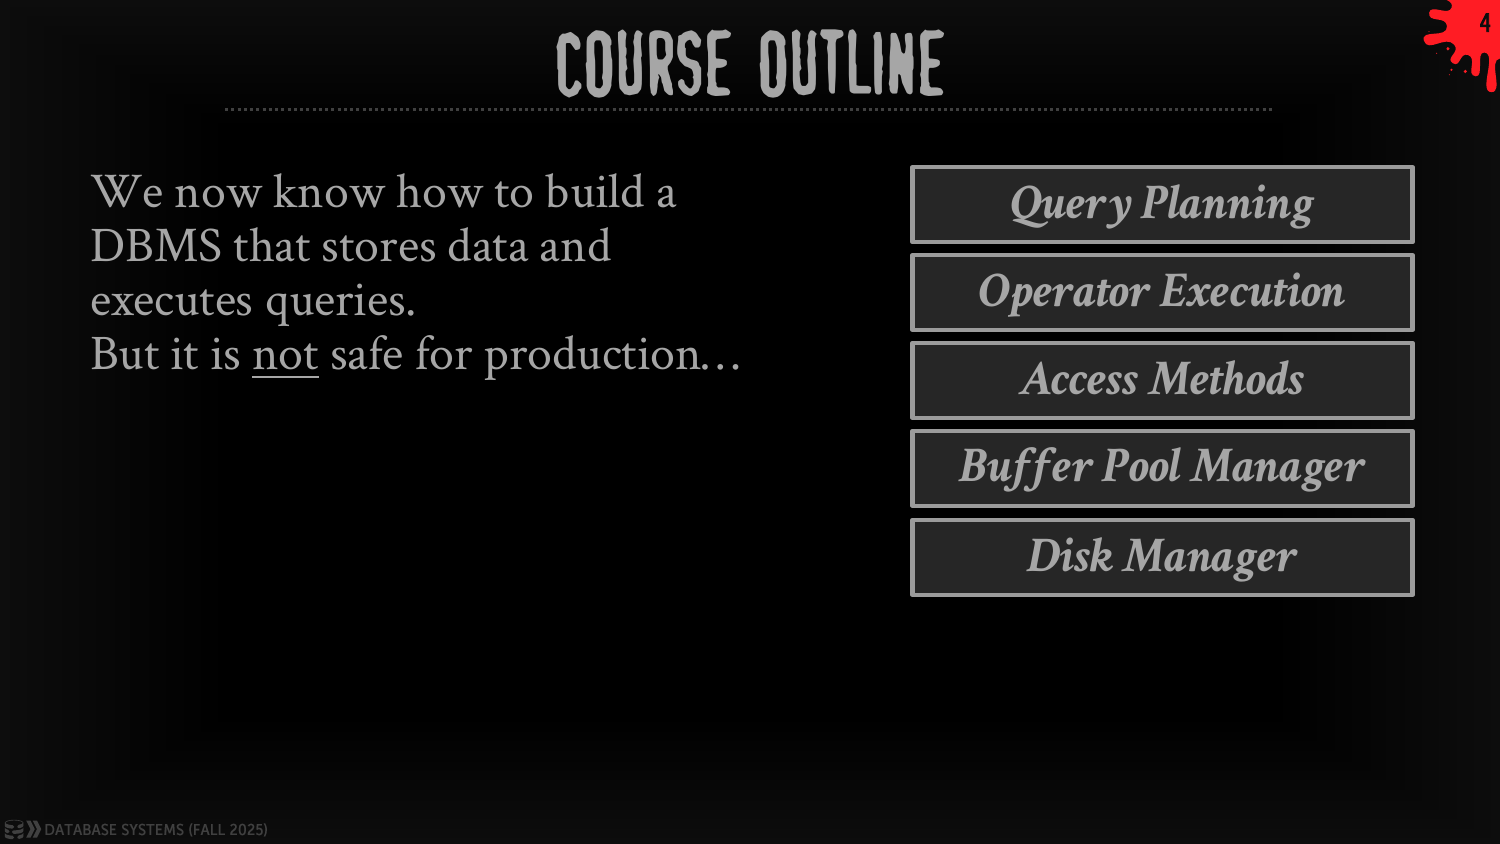 COURSE OUTLINE
4
We now know how to build a
DBMS that stores data and
executes queries.
But it is not safe for production…
Query Planning
Operator Execution
Access Methods
Buffer Pool Manager
Disk Manager
DATABASE SYSTEMS (FALL 2025)